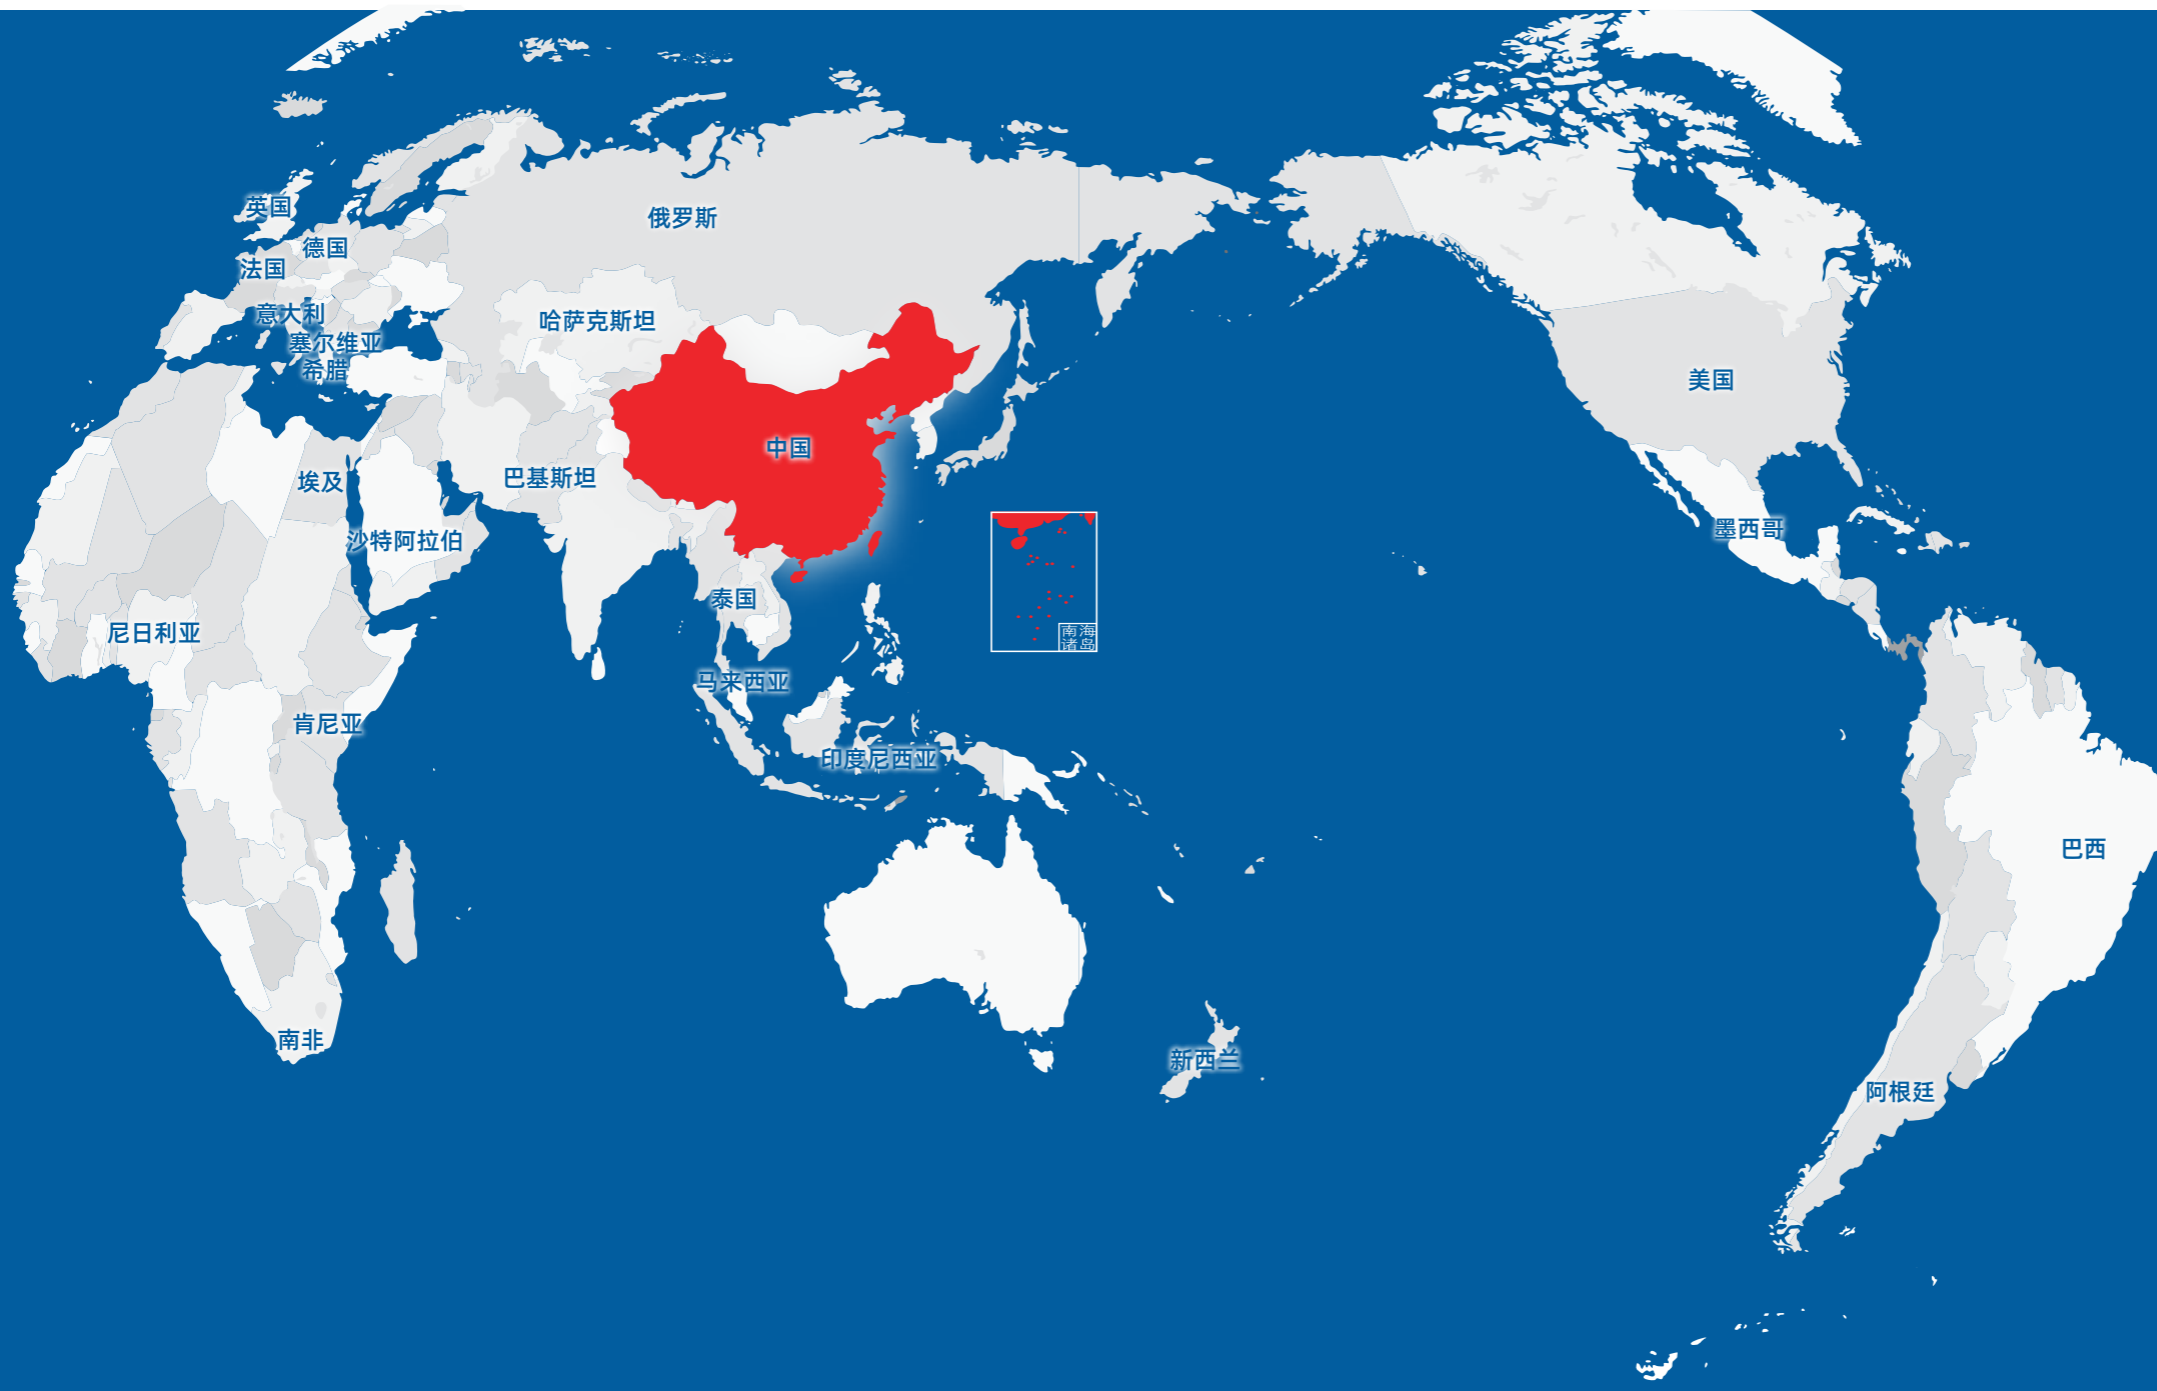 英国
俄罗斯
德国
法国
意大利
哈萨克斯坦
塞尔维亚
希腊
美国
中国
巴基斯坦
埃及
墨西哥
沙特阿拉伯
泰国
尼日利亚
南海
诸岛
马来西亚
肯尼亚
印度尼西亚
巴西
南非
新西兰
阿根廷